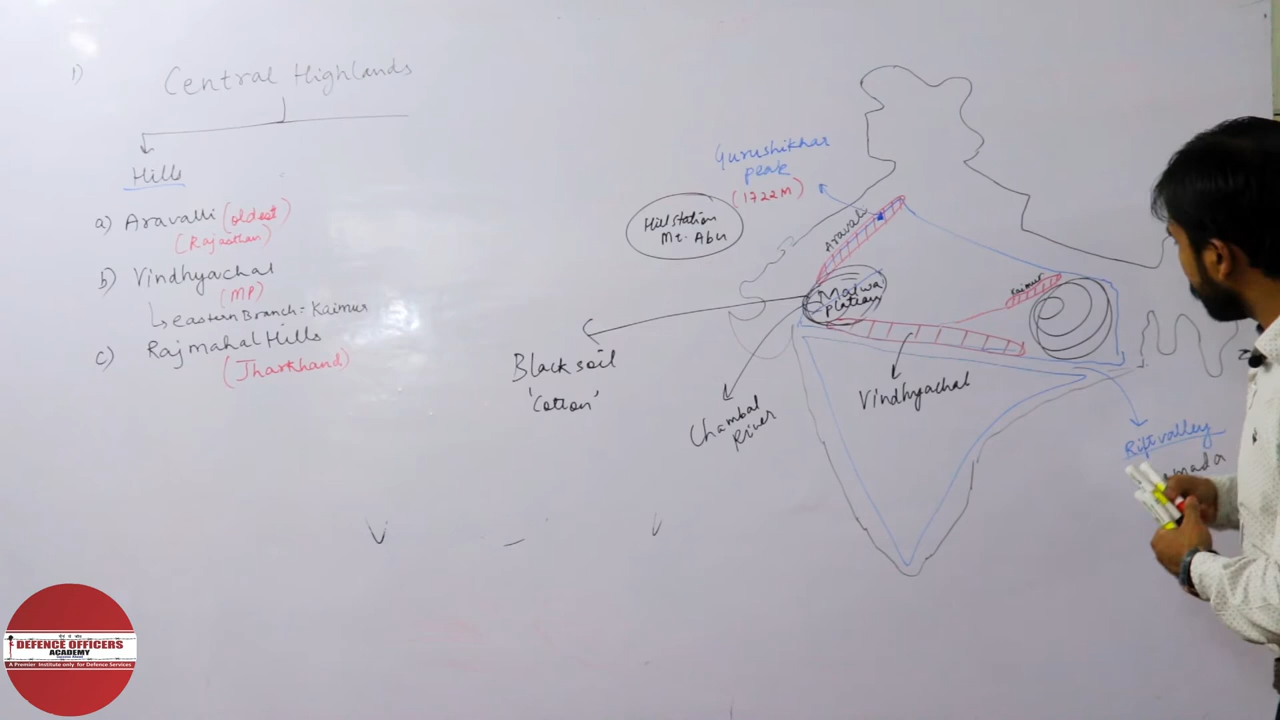 1)
Central Highlands
Hills
a) Aravalli (oldest)
(Rajasthan)
b) Vindhyachal
(MP)
eastern Branch = Kaimur
c) Rajmahal Hills
(Jharkhand)
Gurushikhar
peak
(1722M)
Hill station
Mt. Abu
Aravali
Malwa
plateau
Kaimur
Black soil
'Cotton'
Chambal
River
Vindhyachal
Rift valley
DEFENCE OFFICERS
ACADEMY
A Premier Institute only for Defence Services